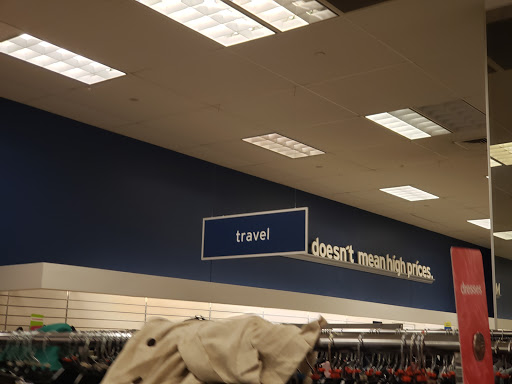 travel
doesn't mean high prices.
dresses